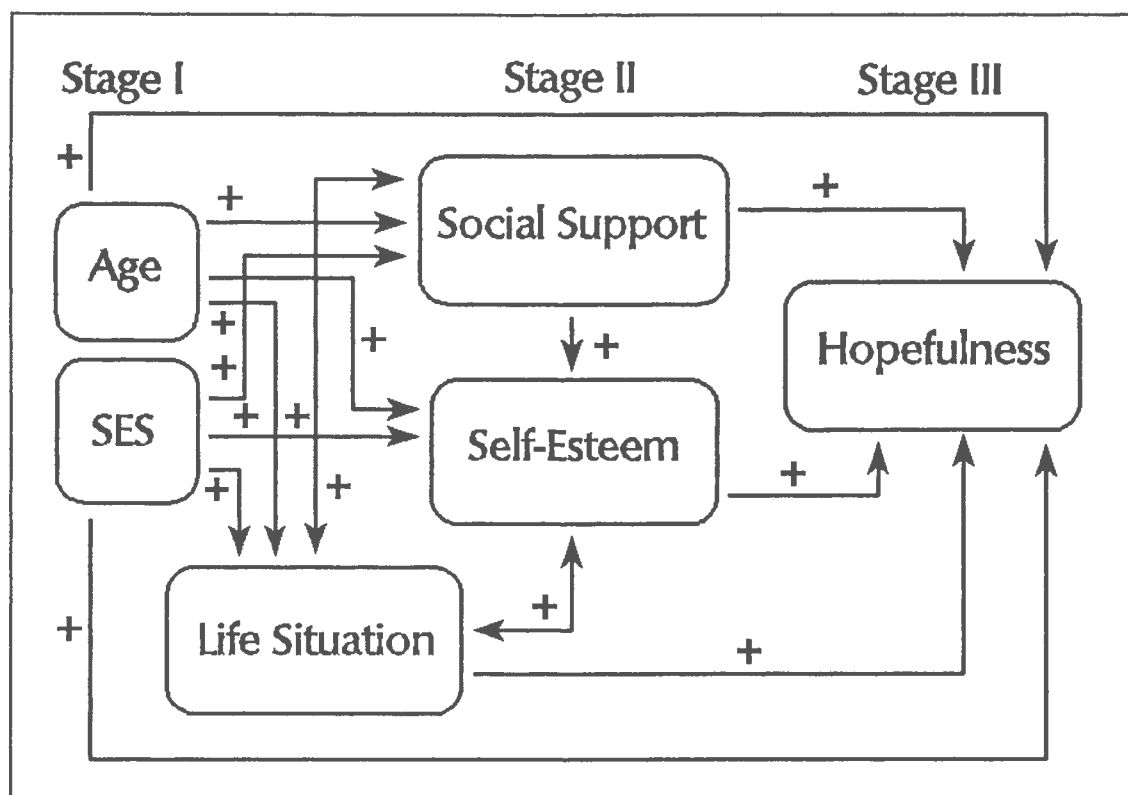 Stage I
Stage II
Stage III
+
+
+
Social Support
Age
+
+
Hopefulness
+
+
SES
+
+
Self-Esteem
+
+
+
+
Life Situation
+
+